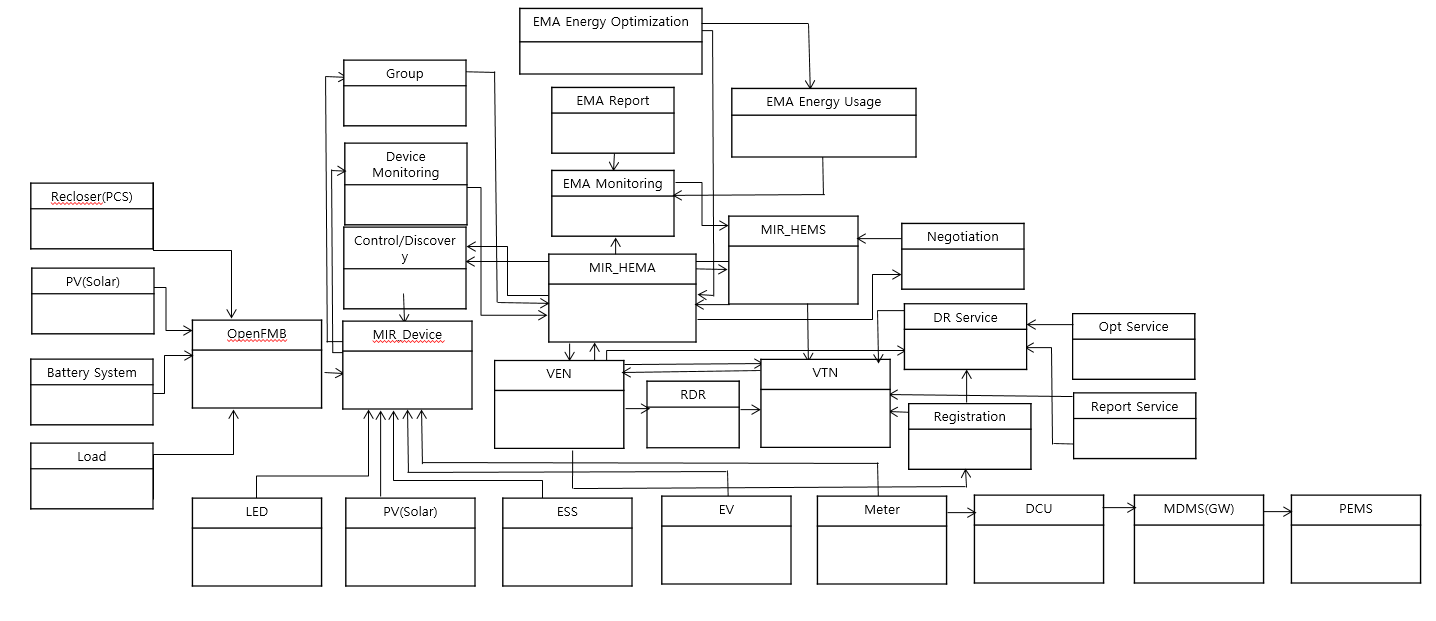 EMA Energy Optimization
Group
EMA Report
EMA Energy Usage
Device
Monitoring
EMA Monitoring
Recloser(PCS)
MIR_HEMS
Negotiation
Control/Discover
y
MIR_HEMA
PV(Solar)
DR Service
Opt Service
OpenFMB
MIR_Device
Battery System
VEN
VTN
RDR
Report Service
Registration
Load
LED
PV(Solar)
ESS
EV
Meter
DCU
MDMS(GW)
PEMS